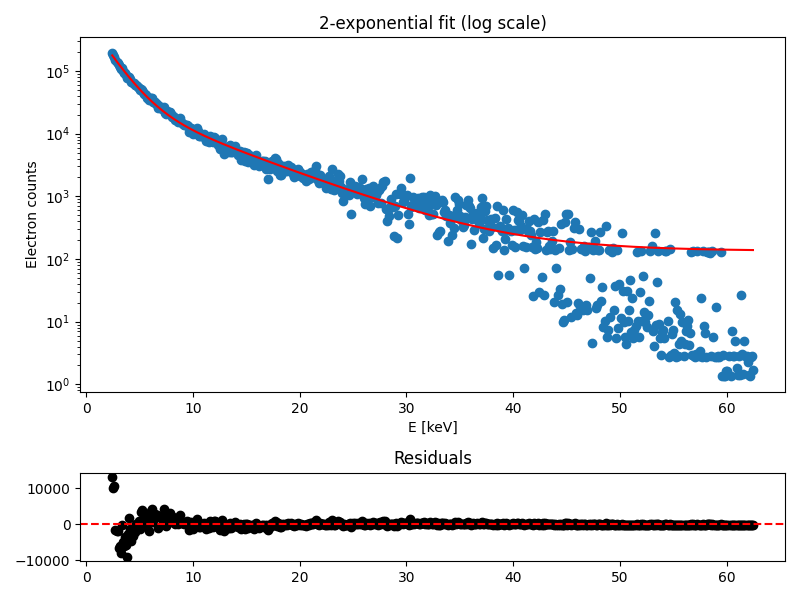 2-exponential fit (log scale)
Electron counts
10^5
10^4
10^3
10^2
10^1
10^0
0 10 20 30 40 50 60
E [keV]
Residuals
10000
0
−10000
0 10 20 30 40 50 60